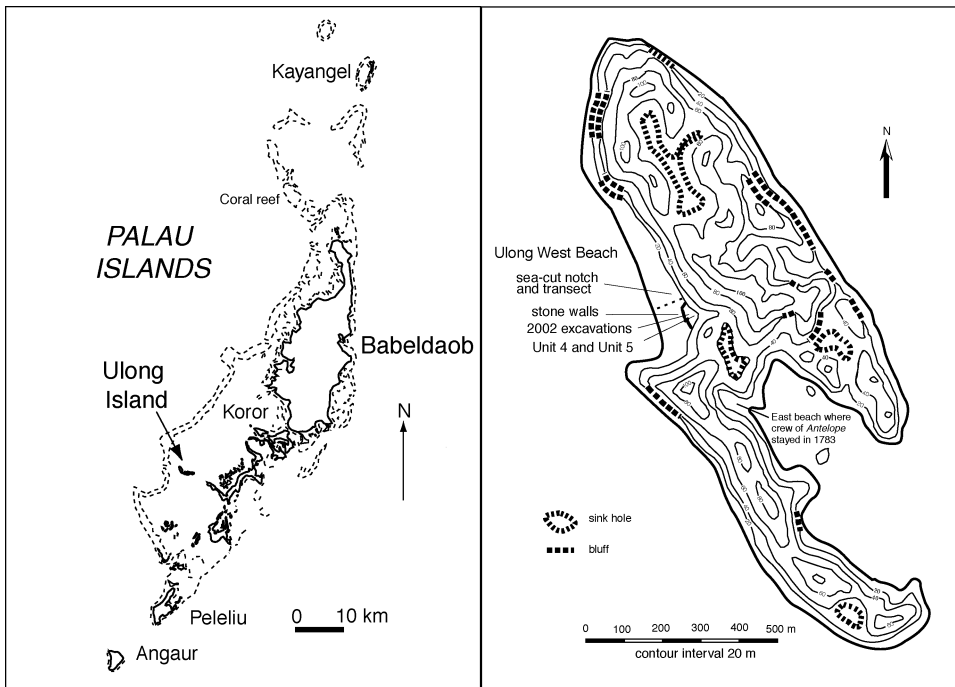 Kayangel
Coral reef
PALAU
ISLANDS
Babeldaob
Ulong
Island
Koror
N
Peleliu
0 10 km
Angaur
N
Ulong West Beach
sea-cut notch
and transect
stone walls
2002 excavations
Unit 4 and Unit 5
East beach where
crew of Antelope
stayed in 1783
sink hole
bluff
0 100 200 300 400 500 m
contour interval 20 m